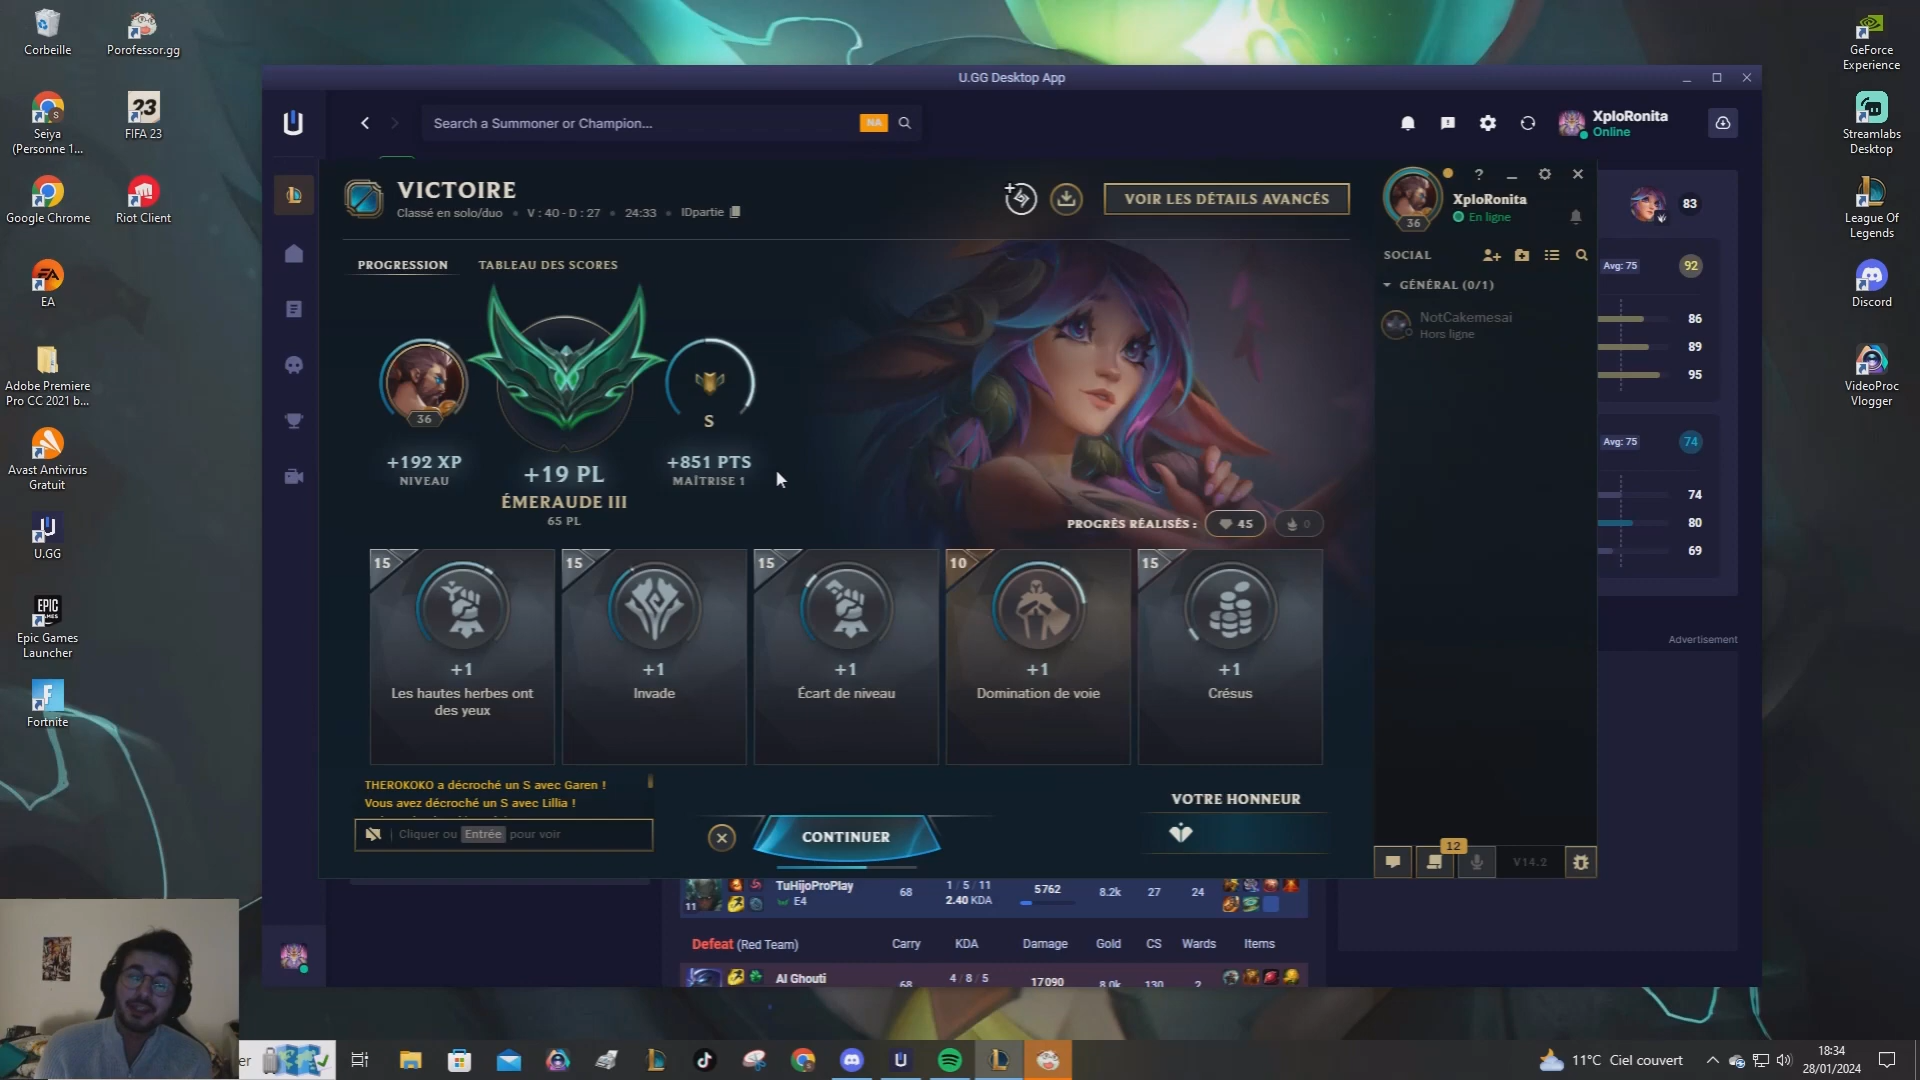 Corbeille
Porofessor.gg
Seiya
(Personne 1...
FIFA 23
Google Chrome
Riot Client
EA
Adobe Premiere
Pro CC 2021 b...
Avast Antivirus
Gratuit
U.GG
Epic Games
Launcher
Fortnite
GeForce
Experience
Streamlabs
Desktop
League Of
Legends
Discord
VideoProc
Vlogger
U.GG Desktop App
Search a Summoner or Champion...
NA
XploRonita
Online
VICTOIRE
Classé en solo/duo • V : 40 - D : 27 • 24:33 • IDpartie
VOIR LES DÉTAILS AVANCÉS
XploRonita
En ligne
36
83
SOCIAL
GÉNÉRAL (0/1)
NotCakemesai
Hors ligne
Avg: 75
92
86
89
95
Avg: 75
74
74
80
69
Advertisement
PROGRESSION
TABLEAU DES SCORES
36
S
+192 XP
NIVEAU
+19 PL
ÉMERAUDE III
65 PL
+851 PTS
MAÎTRISE 1
PROGRÈS RÉALISÉS :
45
0
15
+1
Les hautes herbes ont
des yeux
15
+1
Invade
15
+1
Écart de niveau
10
+1
Domination de voie
15
+1
Crésus
THEROKOKO a décroché un S avec Garen !
Vous avez décroché un S avec Lillia !
Cliquer ou Entrée pour voir
CONTINUER
VOTRE HONNEUR
12
V14.2
11
TuHijoProPlay
E4
68
1 / 5 / 11
2.40 KDA
5762
8.2k
27
24
Defeat (Red Team)
Carry
KDA
Damage
Gold
CS
Wards
Items
Al Ghouti
68
4 / 8 / 5
17090
8.0k
130
2
er
11°C Ciel couvert
18:34
28/01/2024